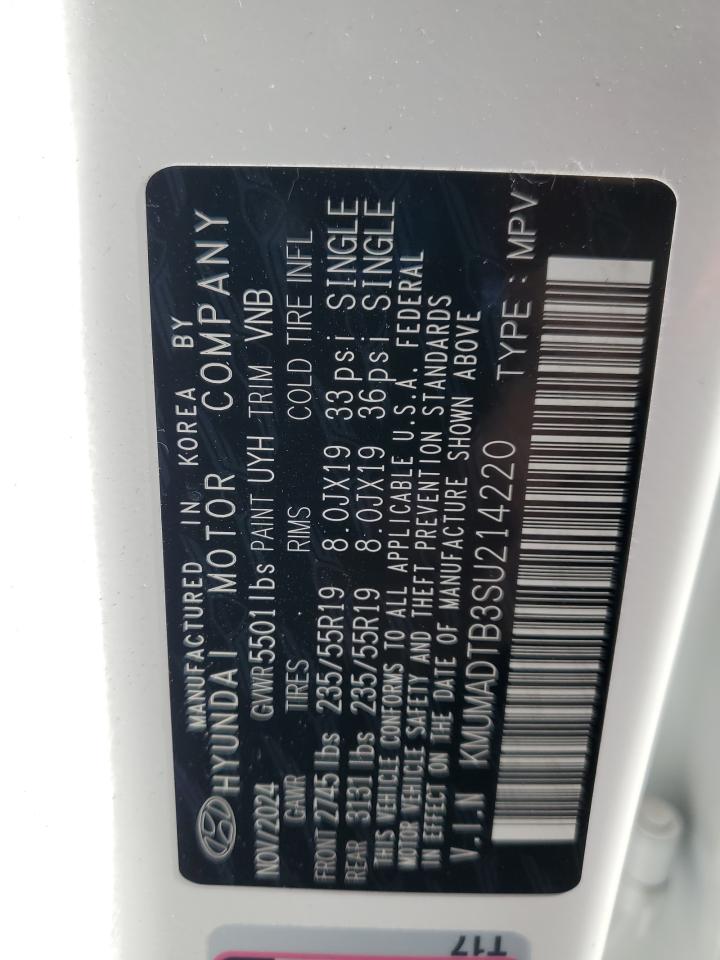 MANUFACTURED IN KOREA BY
HYUNDAI MOTOR COMPANY
NOV/2024 GVWR 5501 lbs PAINT UYH TRIM VNB
GAWR TIRES RIMS COLD TIRE INFL
FRONT 2745 lbs 235/55R19 8.0JX19 33psi SINGLE
REAR 3131 lbs 235/55R19 8.0JX19 36psi SINGLE
THIS VEHICLE CONFORMS TO ALL APPLICABLE U.S.A. FEDERAL
MOTOR VEHICLE SAFETY AND THEFT PREVENTION STANDARDS
IN EFFECT ON THE DATE OF MANUFACTURE SHOWN ABOVE
V.I.N KMUMADTB3SU214220 TYPE : MPV
T17